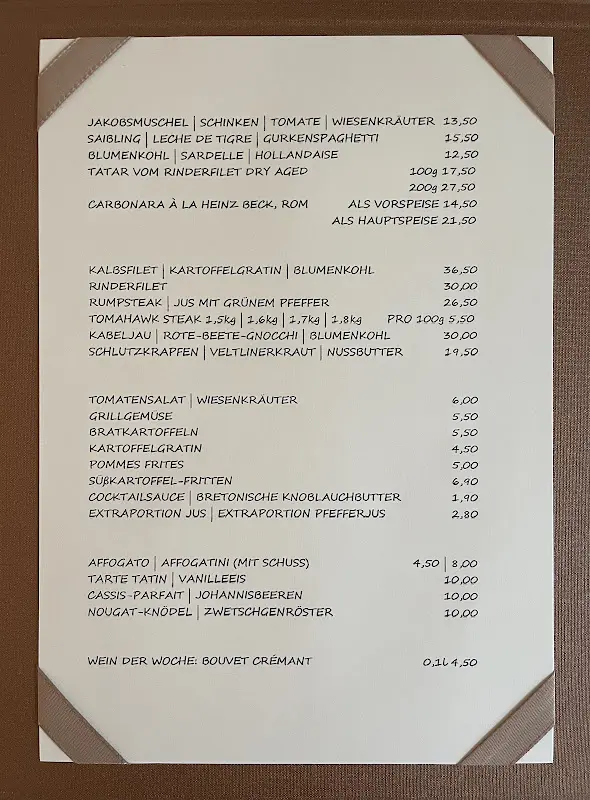 JAKOBSMUSCHEL | SCHINKEN | TOMATE | WIESENKRÄUTER 13,50
SAIBLING | LECHE DE TIGRE | GURKENSPAGHETTI 15,50
BLUMENKOHL | SARDELLE | HOLLANDAISE 12,50
TATAR VOM RINDERFILET DRY AGED 100g 17,50
200g 27,50
CARBONARA À LA HEINZ BECK, ROM ALS VORSPEISE 14,50
ALS HAUPTSPEISE 21,50
KALBSFILET | KARTOFFELGRATIN | BLUMENKOHL 36,50
RINDERFILET 30,00
RUMPSTEAK | JUS MIT GRÜNEM PFEFFER 26,50
TOMAHAWK STEAK 1,5kg | 1,6kg | 1,7kg | 1,8kg PRO 100g 5,50
KABELJAU | ROTE-BEETE-GNOCCHI | BLUMENKOHL 30,00
SCHLUTZKRAPFEN | VELTLINERKRAUT | NUSSBUTTER 19,50
TOMATENSALAT | WIESENKRÄUTER 6,00
GRILLGEMÜSE 5,50
BRATKARTOFFELN 5,50
KARTOFFELGRATIN 4,50
POMMES FRITES 5,00
SÜßKARTOFFEL-FRITTEN 6,90
COCKTAILSAUCE | BRETONISCHE KNOBLAUCHBUTTER 1,90
EXTRAPORTION JUS | EXTRAPORTION PFEFFERJUS 2,80
AFFOGATO | AFFOGATINI (MIT SCHUSS) 4,50 | 8,00
TARTE TATIN | VANILLEEIS 10,00
CASSIS-PARFAIT | JOHANNISBEEREN 10,00
NOUGAT-KNÖDEL | ZWETSCHGENRÖSTER 10,00
WEIN DER WOCHE: BOUVET CRÉMANT 0,1l 4,50